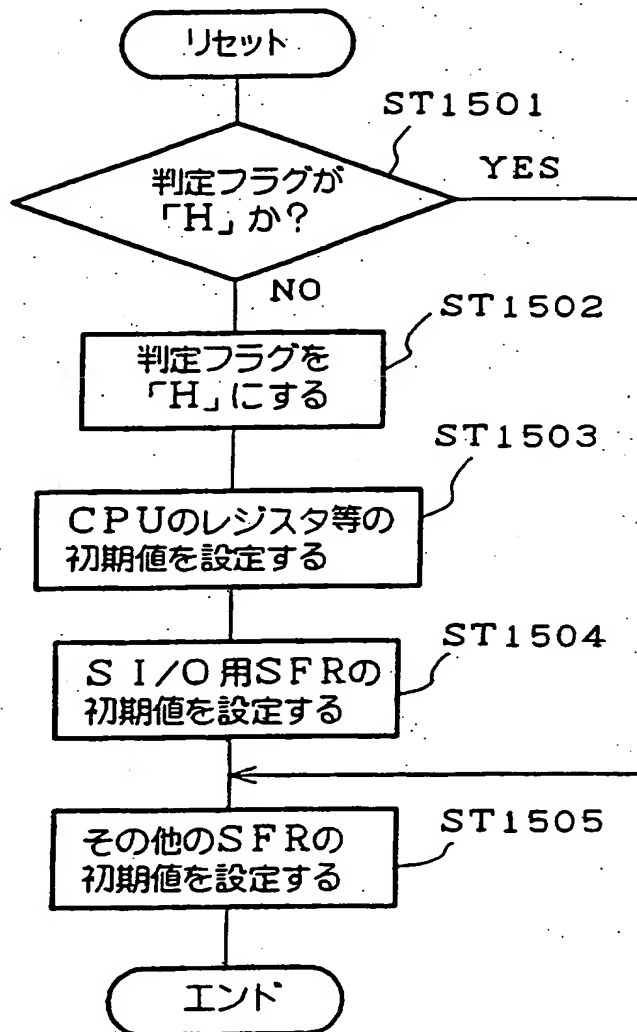 リセット
ST1501
判定フラグが
「H」か?
YES
NO
ST1502
判定フラグを
「H」にする
ST1503
CPUのレジスタ等の
初期値を設定する
ST1504
SI/O用SFRの
初期値を設定する
ST1505
その他のSFRの
初期値を設定する
エンド